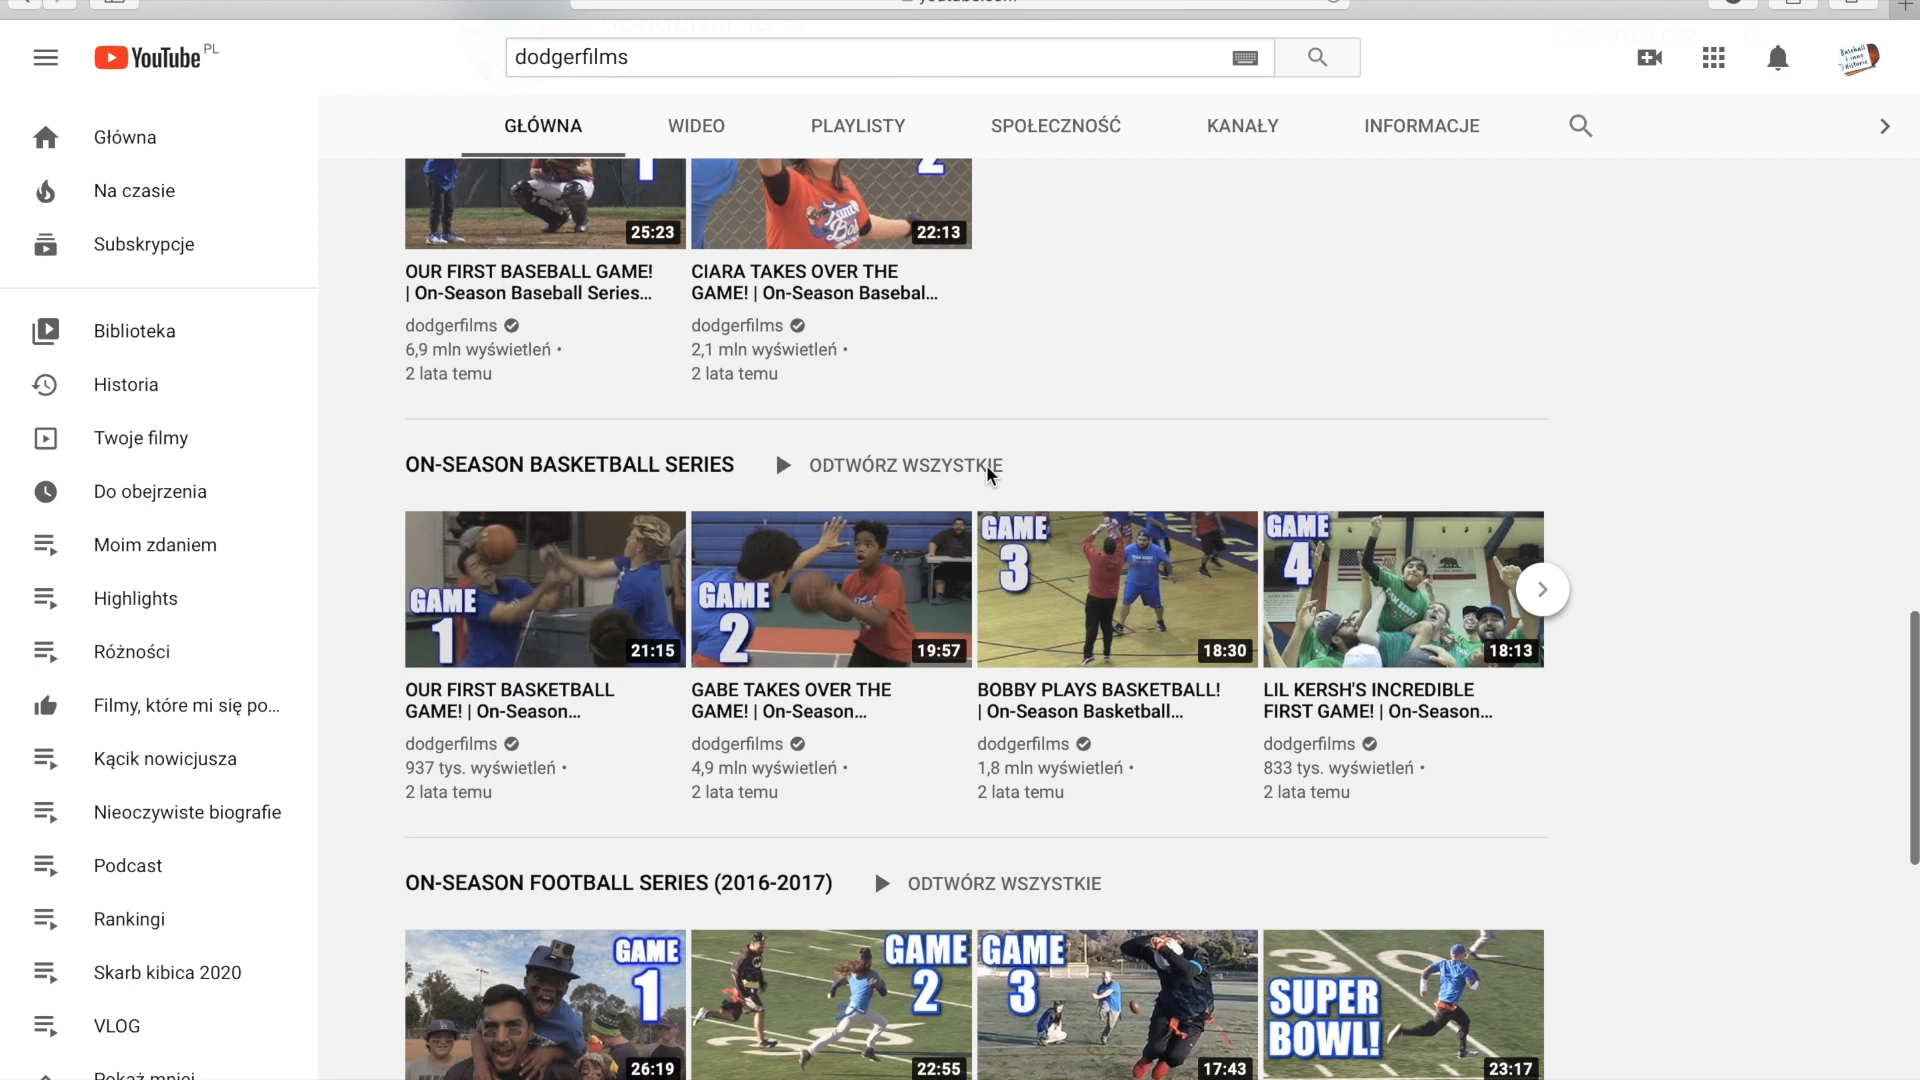 YouTube PL
dodgerfilms
GŁÓWNA
WIDEO
PLAYLISTY
SPOŁECZNOŚĆ
KANAŁY
INFORMACJE
Główna
Na czasie
Subskrypcje
Biblioteka
Historia
Twoje filmy
Do obejrzenia
Moim zdaniem
Highlights
Różności
Filmy, które mi się po...
Kącik nowicjusza
Nieoczywiste biografie
Podcast
Rankingi
Skarb kibica 2020
VLOG
Pokaż mniej
1
25:23
OUR FIRST BASEBALL GAME!
| On-Season Baseball Series...
dodgerfilms
6,9 mln wyświetleń •
2 lata temu
2
22:13
CIARA TAKES OVER THE
GAME! | On-Season Basebal...
dodgerfilms
2,1 mln wyświetleń •
2 lata temu
ON-SEASON BASKETBALL SERIES
ODTWÓRZ WSZYSTKIE
GAME
1
21:15
OUR FIRST BASKETBALL
GAME! | On-Season...
dodgerfilms
937 tys. wyświetleń •
2 lata temu
GAME
2
19:57
GABE TAKES OVER THE
GAME! | On-Season...
dodgerfilms
4,9 mln wyświetleń •
2 lata temu
GAME
3
18:30
BOBBY PLAYS BASKETBALL!
| On-Season Basketball...
dodgerfilms
1,8 mln wyświetleń •
2 lata temu
GAME
4
18:13
LIL KERSH'S INCREDIBLE
FIRST GAME! | On-Season...
dodgerfilms
833 tys. wyświetleń •
2 lata temu
ON-SEASON FOOTBALL SERIES (2016-2017)
ODTWÓRZ WSZYSTKIE
GAME
1
26:19
GAME
2
22:55
GAME
3
17:43
SUPER
BOWL!
23:17